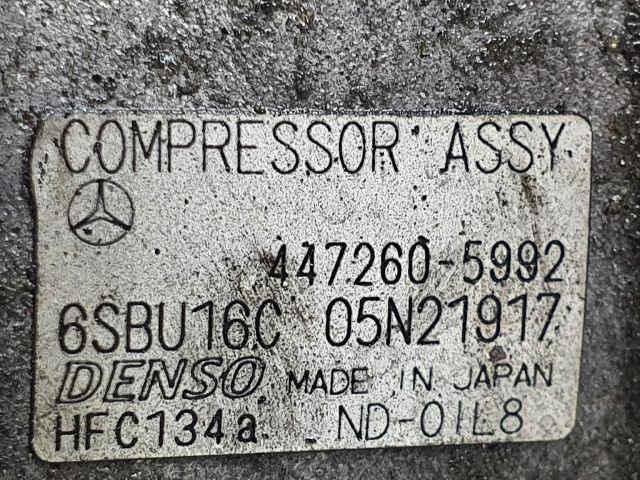 COMPRESSOR ASSY
447260-5992
6SBU16C 05N21917
DENSO MADE IN JAPAN
HFC134a ND-OIL8